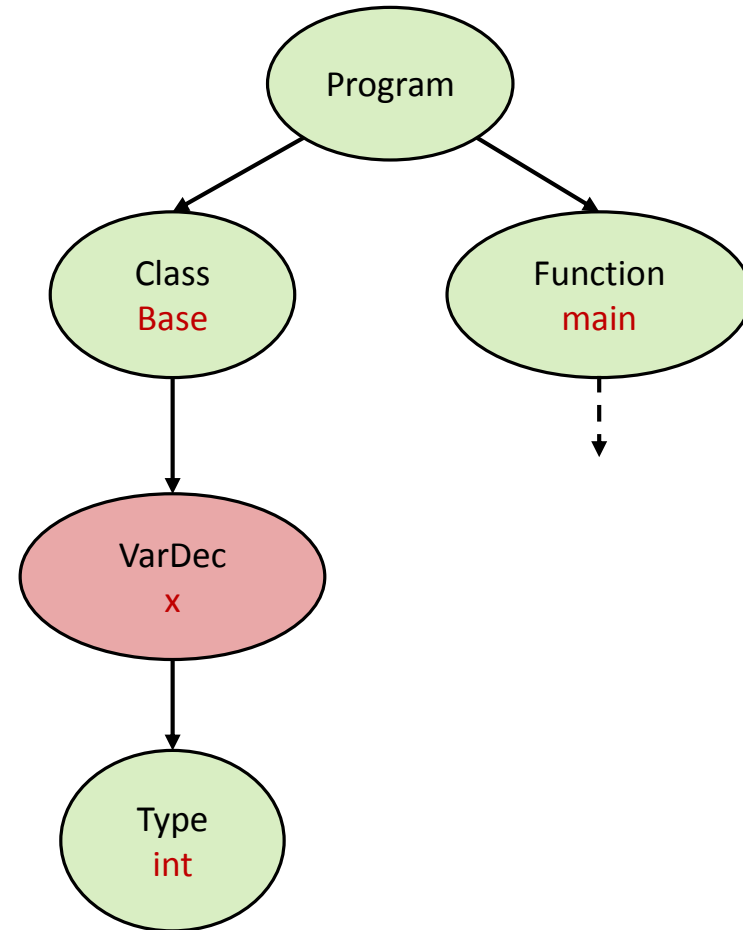 Program
Class
Base
Function
main
VarDec
x
Type
int